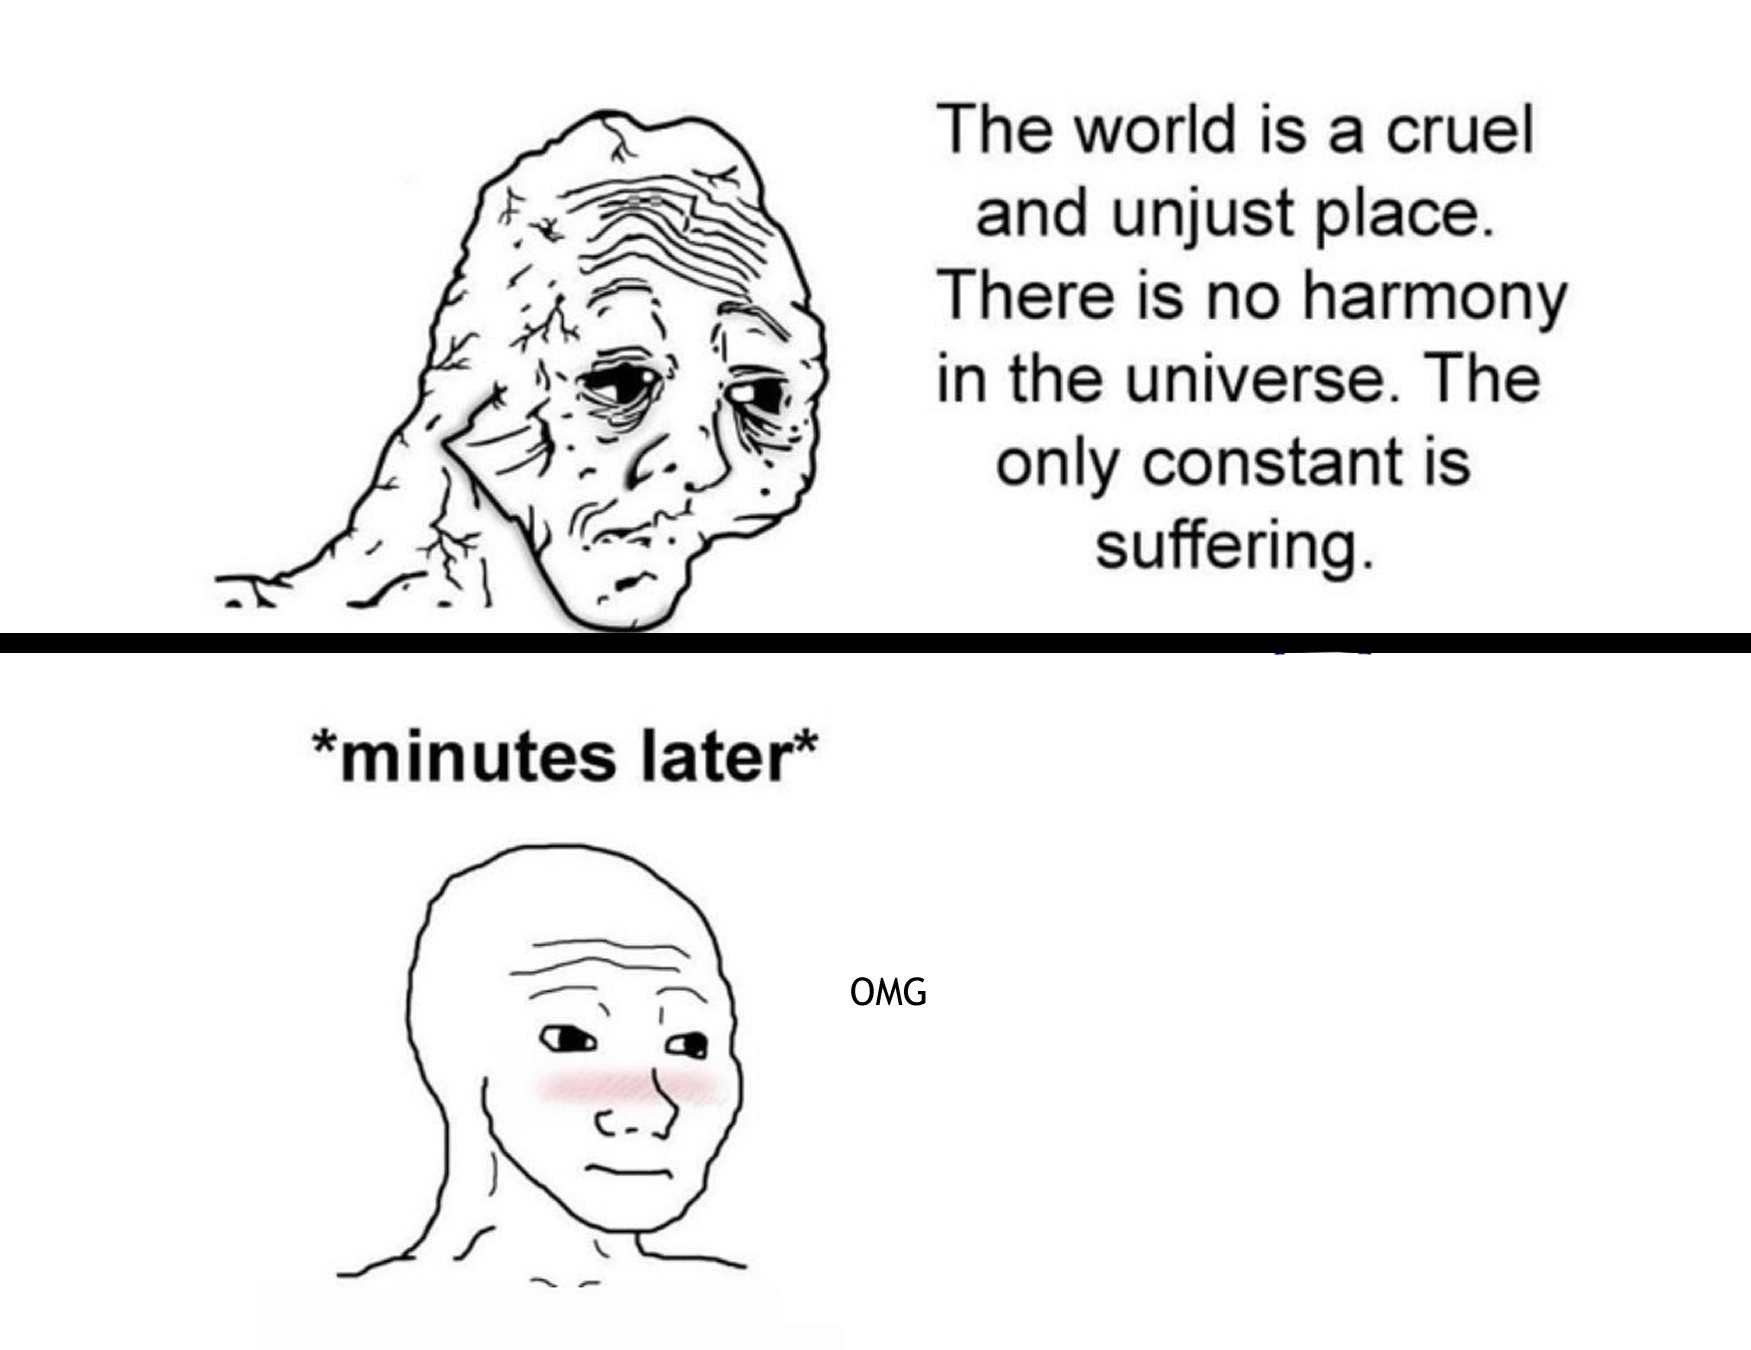 The world is a cruel
and unjust place.
There is no harmony
in the universe. The
only constant is
suffering.
*minutes later*
OMG